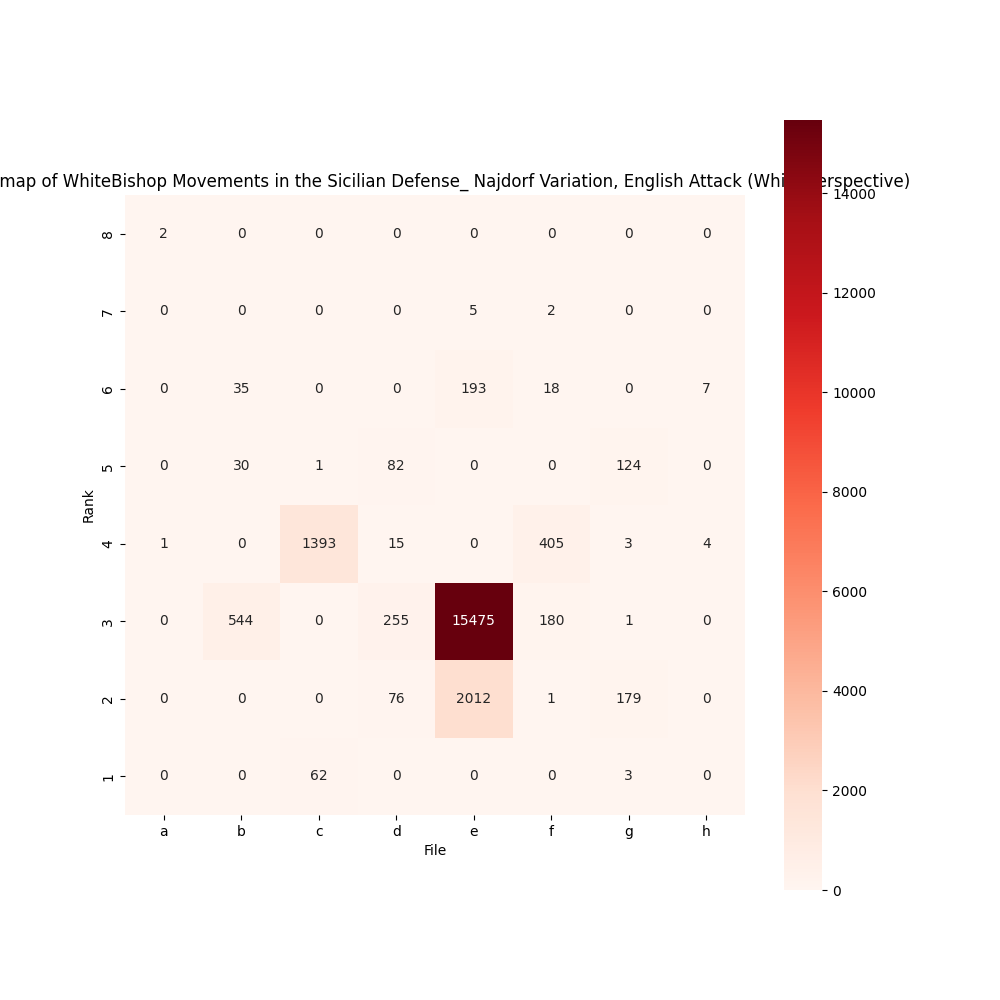 map of WhiteBishop Movements in the Sicilian Defense_ Najdorf Variation, English Attack (Whi erspective)
14000
8 2 0 0 0 0 0 0 0
12000
7 0 0 0 0 5 2 0 0
6 0 35 0 0 193 18 0 7
10000
5 0 30 1 82 0 0 124 0
8000
Rank
4 1 0 1393 15 0 405 3 4
6000
3 0 544 0 255 15475 180 1 0
4000
2 0 0 0 76 2012 1 179 0
2000
1 0 0 62 0 0 0 3 0
a b c d e f g h
File
0